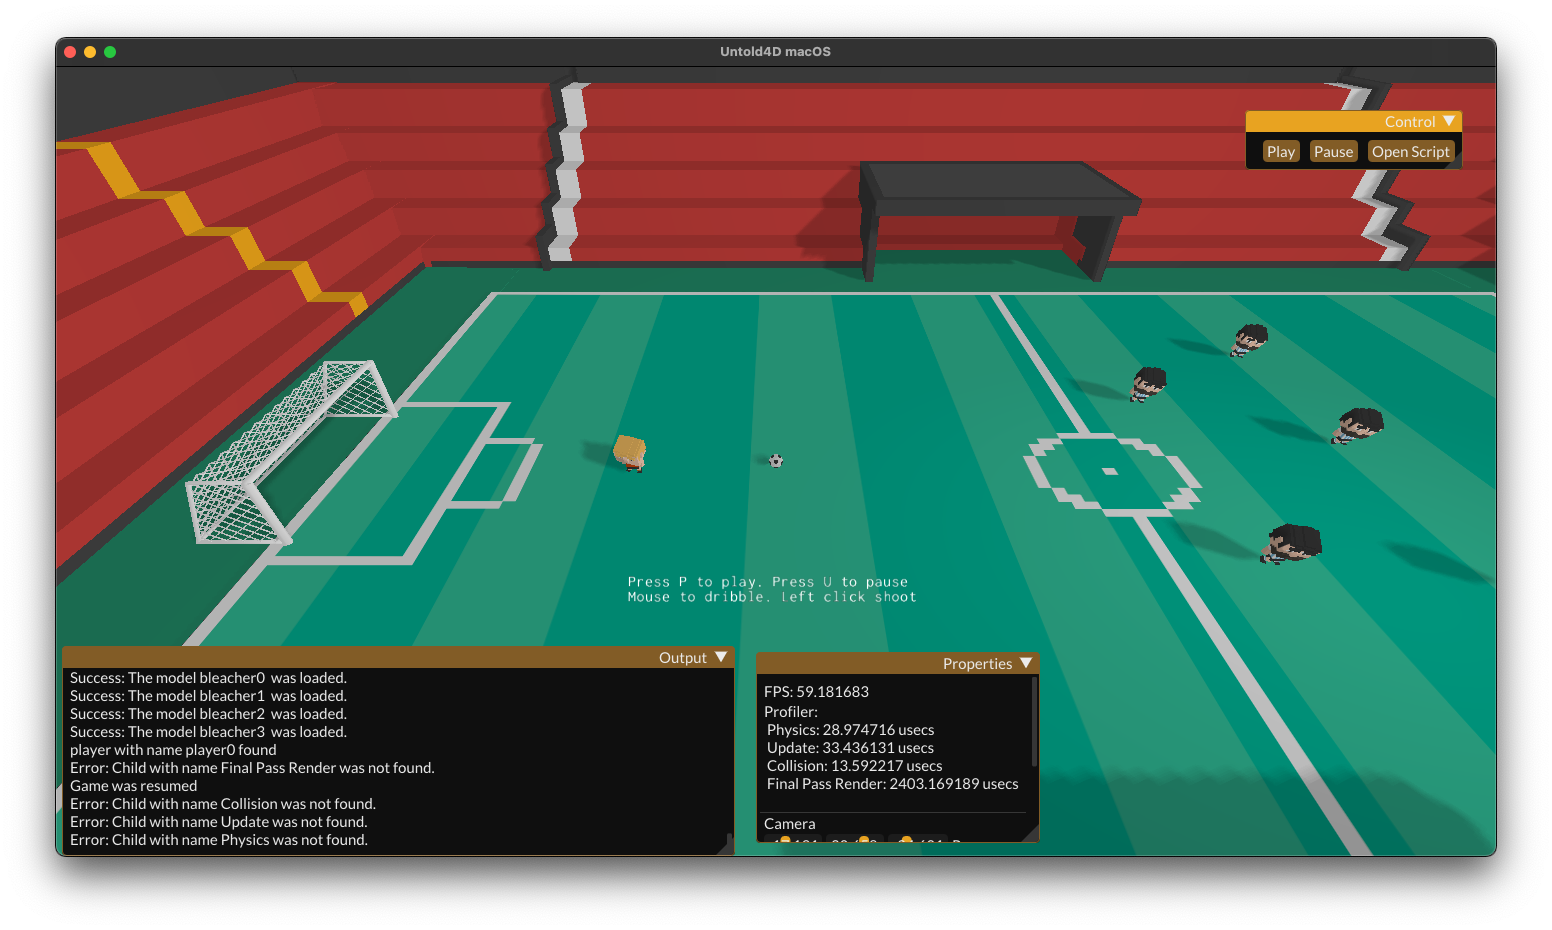 Untold4D macOS
Control
Play Pause Open Script
Press P to play. Press U to pause
Mouse to dribble. left click shoot
Output
Success: The model bleacher0 was loaded.
Success: The model bleacher1 was loaded.
Success: The model bleacher2 was loaded.
Success: The model bleacher3 was loaded.
player with name player0 found
Error: Child with name Final Pass Render was not found.
Game was resumed
Error: Child with name Collision was not found.
Error: Child with name Update was not found.
Error: Child with name Physics was not found.
Properties
FPS: 59.181683
Profiler:
Physics: 28.974716 usecs
Update: 33.436131 usecs
Collision: 13.592217 usecs
Final Pass Render: 2403.169189 usecs
Camera